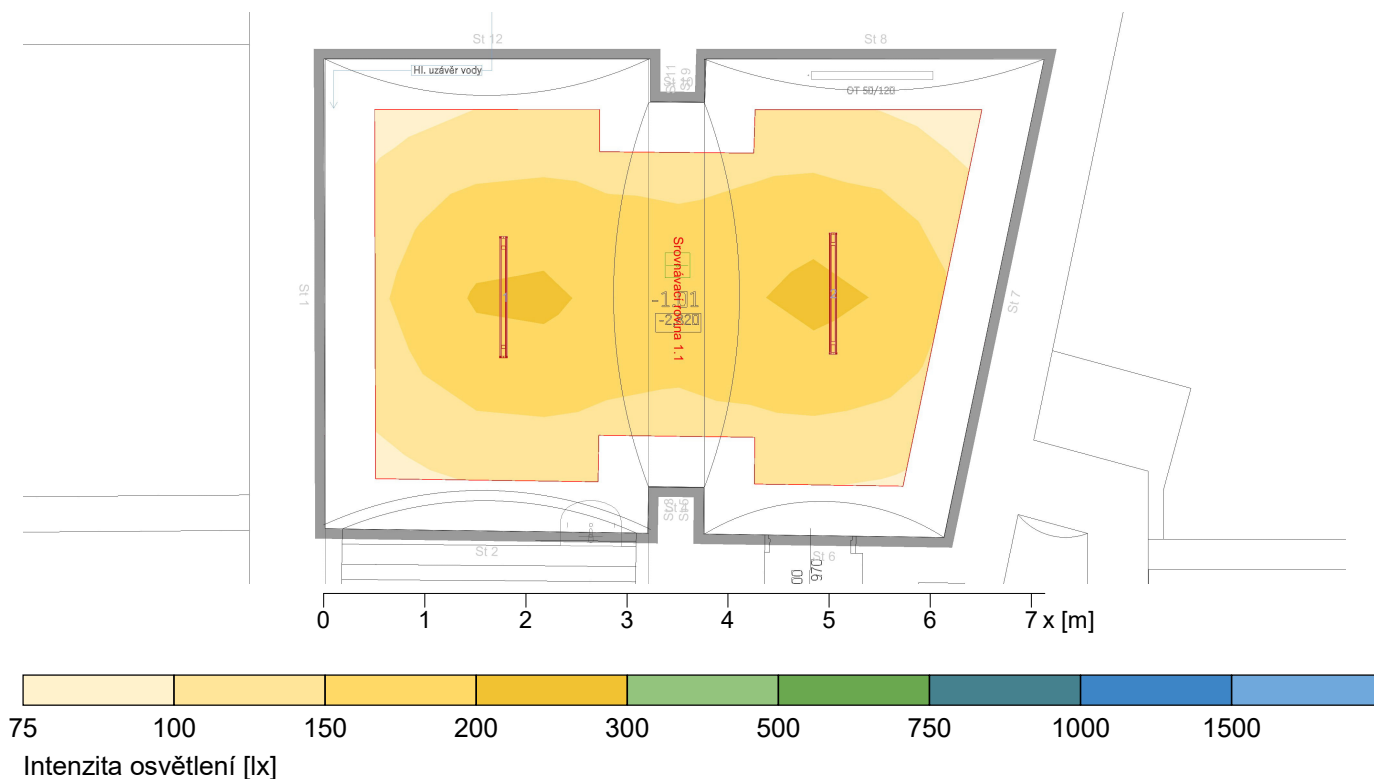 St 12
St 8
Hl. uzávěr vody
OT 50/120
St 1
Srovnávací rovina 1.1
St 7
St 2
St 6
970
0 1 2 3 4 5 6 7 x [m]
75 100 150 200 300 500 750 1000 1500
Intenzita osvětlení [lx]